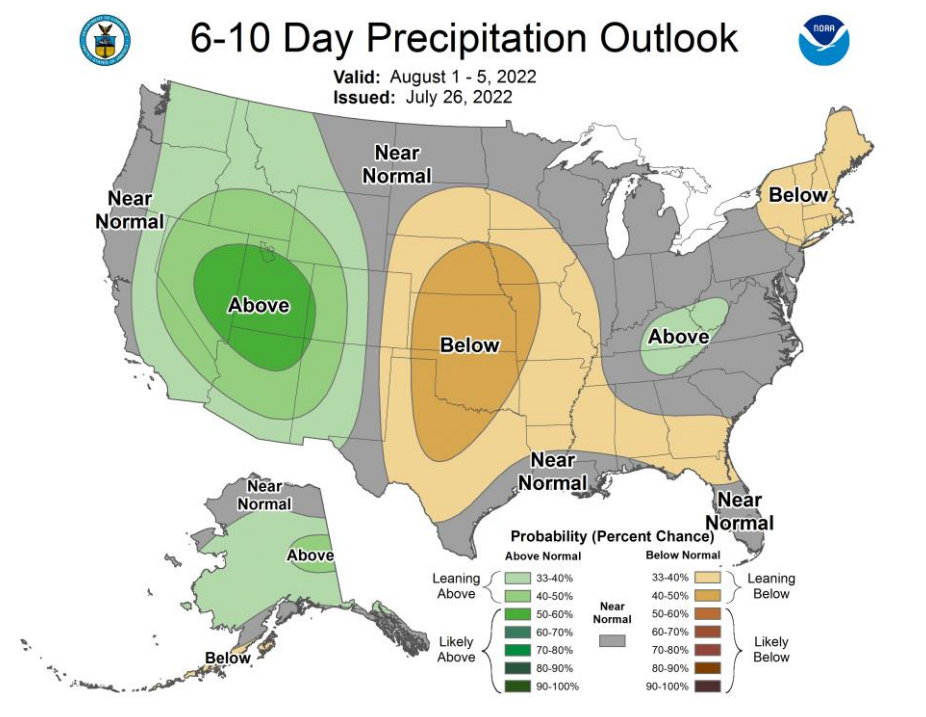 6-10 Day Precipitation Outlook
NOAA
Valid: August 1 - 5, 2022
Issued: July 26, 2022
Near
Normal
Near
Normal
Below
Above
Below
Above
Near
Normal
Near
Normal
Near
Normal
Above
Below
Probability (Percent Chance)
Above Normal
Below Normal
Leaning
Above
33-40%
40-50%
Likely
Above
50-60%
60-70%
70-80%
80-90%
90-100%
Near
Normal
33-40%
40-50%
Leaning
Below
50-60%
60-70%
70-80%
80-90%
90-100%
Likely
Below